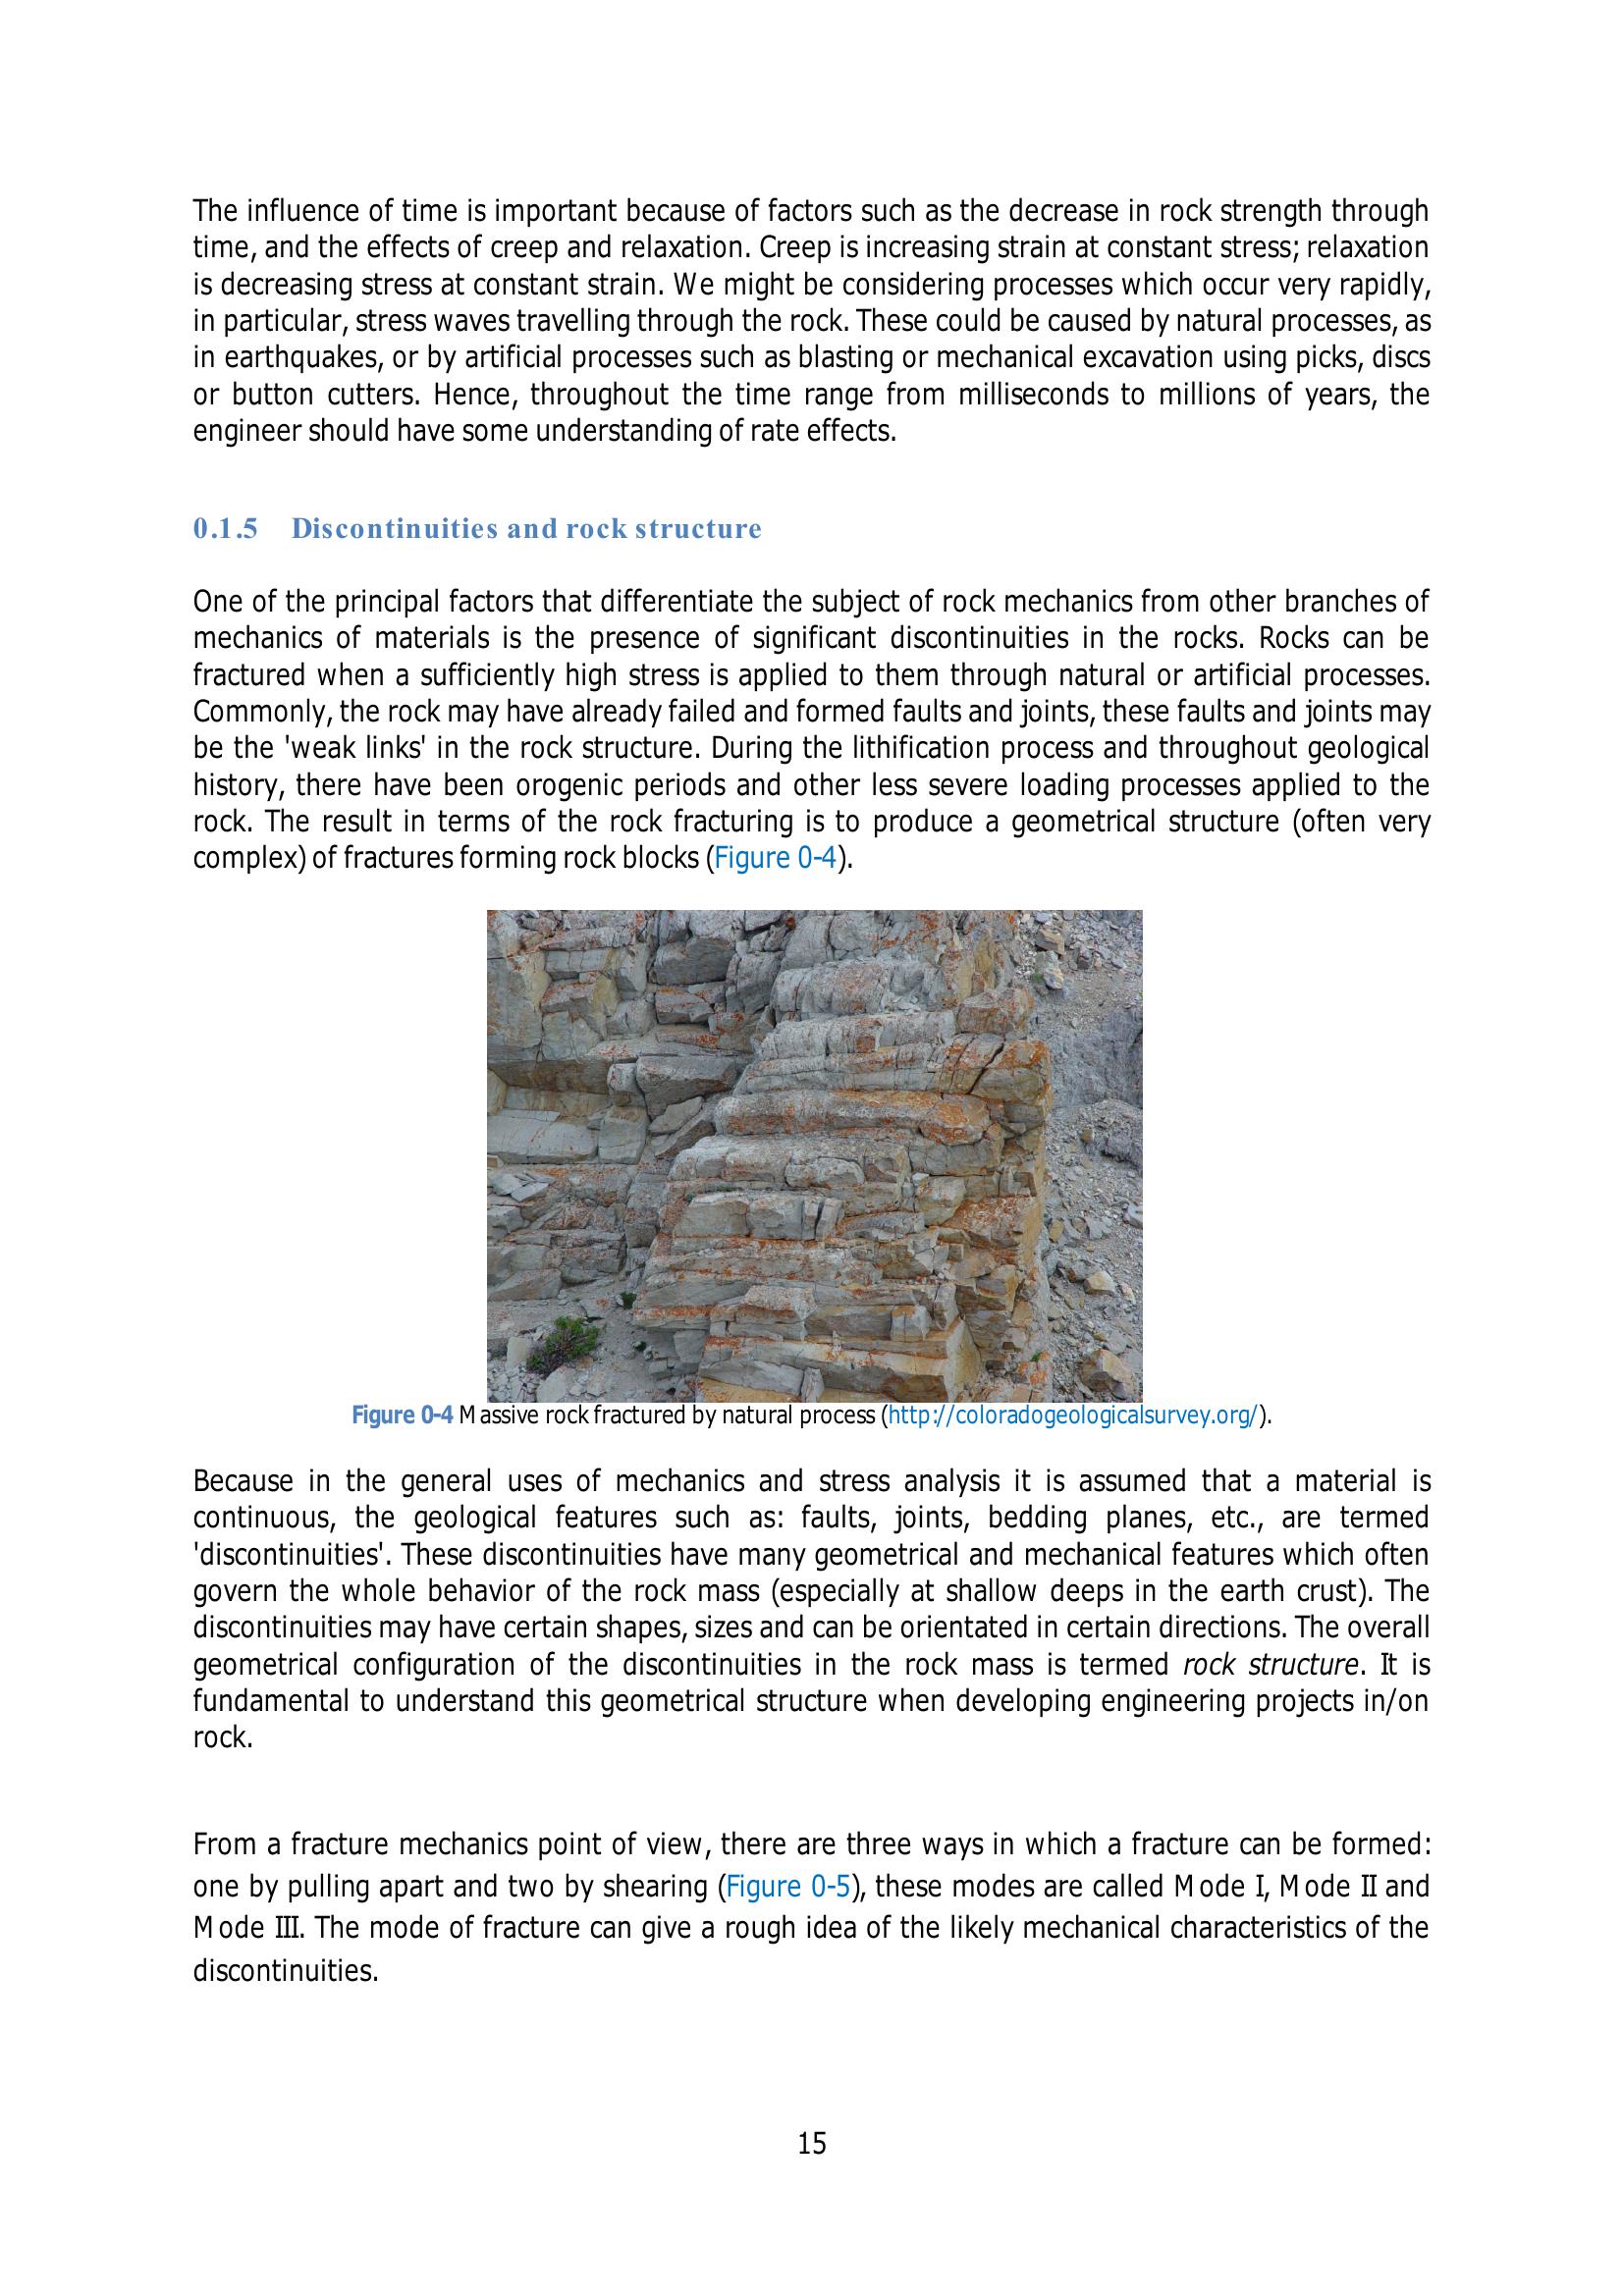 The influence of time is important because of factors such as the decrease in rock strength through
time, and the effects of creep and relaxation. Creep is increasing strain at constant stress; relaxation
is decreasing stress at constant strain. We might be considering processes which occur very rapidly,
in particular, stress waves travelling through the rock. These could be caused by natural processes, as
in earthquakes, or by artificial processes such as blasting or mechanical excavation using picks, discs
or button cutters. Hence, throughout the time range from milliseconds to millions of years, the
engineer should have some understanding of rate effects.
0.1.5 Discontinuities and rock structure
One of the principal factors that differentiate the subject of rock mechanics from other branches of
mechanics of materials is the presence of significant discontinuities in the rocks. Rocks can be
fractured when a sufficiently high stress is applied to them through natural or artificial processes.
Commonly, the rock may have already failed and formed faults and joints, these faults and joints may
be the 'weak links' in the rock structure. During the lithification process and throughout geological
history, there have been orogenic periods and other less severe loading processes applied to the
rock. The result in terms of the rock fracturing is to produce a geometrical structure (often very
complex) of fractures forming rock blocks (Figure 0-4).
Figure 0-4 Massive rock fractured by natural process (http://coloradogeologicalsurvey.org/).
Because in the general uses of mechanics and stress analysis it is assumed that a material is
continuous, the geological features such as: faults, joints, bedding planes, etc., are termed
'discontinuities'. These discontinuities have many geometrical and mechanical features which often
govern the whole behavior of the rock mass (especially at shallow deeps in the earth crust). The
discontinuities may have certain shapes, sizes and can be orientated in certain directions. The overall
geometrical configuration of the discontinuities in the rock mass is termed rock structure. It is
fundamental to understand this geometrical structure when developing engineering projects in/on
rock.
From a fracture mechanics point of view, there are three ways in which a fracture can be formed:
one by pulling apart and two by shearing (Figure 0-5), these modes are called Mode I, Mode II and
Mode III. The mode of fracture can give a rough idea of the likely mechanical characteristics of the
discontinuities.
15